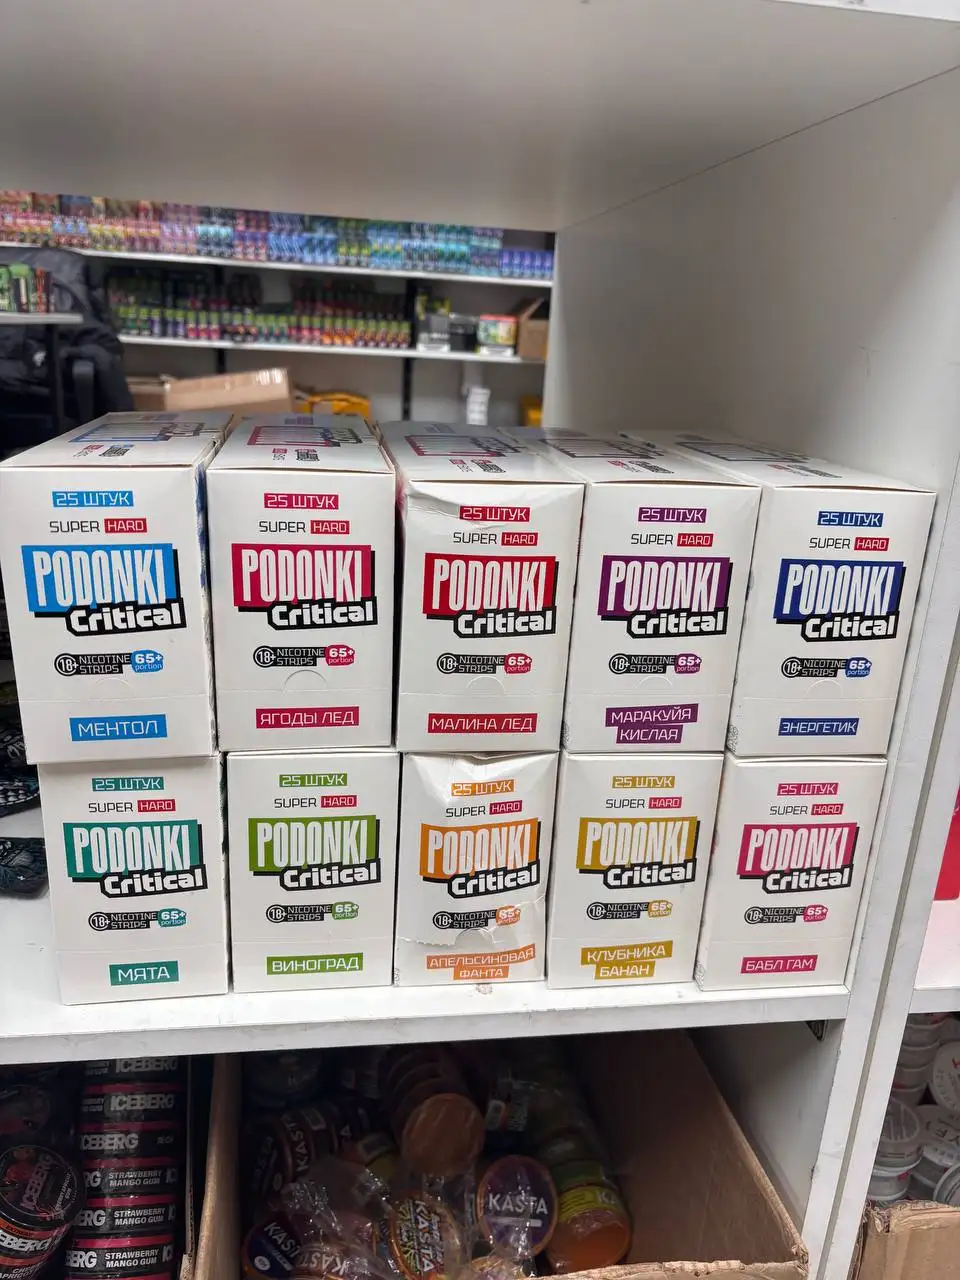 25 ШТУК
SUPER HARD
PODONKI
Critical
18+ NICOTINE STRIPS 65+ portion
МЕНТОЛ
25 ШТУК
SUPER HARD
PODONKI
Critical
18+ NICOTINE STRIPS 65+ portion
ЯГОДЫ ЛЕД
25 ШТУК
SUPER HARD
PODONKI
Critical
18+ NICOTINE STRIPS 65+ portion
МАЛИНА ЛЕД
25 ШТУК
SUPER HARD
PODONKI
Critical
18+ NICOTINE STRIPS 65+ portion
МАРАКУЙЯ
КИСЛАЯ
25 ШТУК
SUPER HARD
PODONKI
Critical
18+ NICOTINE STRIPS 65+ portion
ЭНЕРГЕТИК
25 ШТУК
SUPER HARD
PODONKI
Critical
18+ NICOTINE STRIPS 65+ portion
МЯТА
25 ШТУК
SUPER HARD
PODONKI
Critical
18+ NICOTINE STRIPS 65+ portion
ВИНОГРАД
25 ШТУК
SUPER HARD
PODONKI
Critical
18+ NICOTINE STRIPS 65+ portion
АПЕЛЬСИНОВАЯ
ФАНТА
25 ШТУК
SUPER HARD
PODONKI
Critical
18+ NICOTINE STRIPS 65+ portion
КЛУБНИКА
БАНАН
25 ШТУК
SUPER HARD
PODONKI
Critical
18+ NICOTINE STRIPS 65+ portion
БАБЛ ГАМ
ICEBERG
ICEBERG
ICEBERG
STRAWBERRY
MANGO GUM
STRAWBERRY
MANGO GUM
STRAWBERRY
MANGO GUM
KASTA
KASTA
KASTA
KASTA